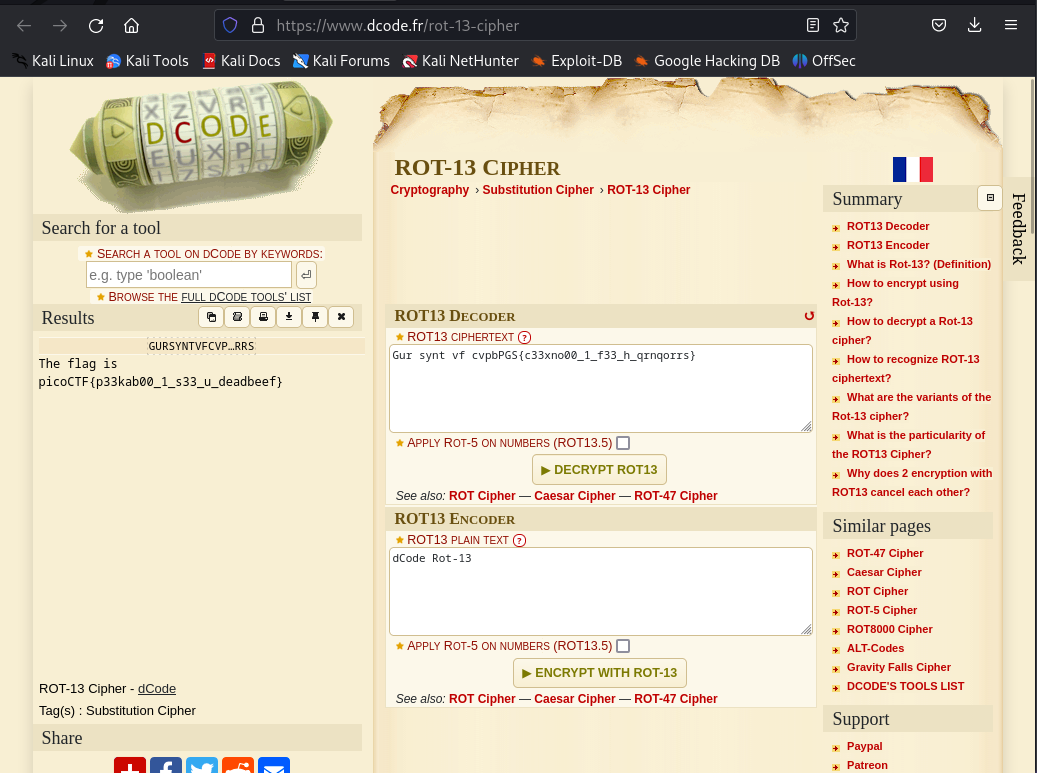 https://www.dcode.fr/rot-13-cipher
Kali Linux Kali Tools Kali Docs Kali Forums Kali NetHunter Exploit-DB Google Hacking DB OffSec
X Z V R T
D C O D E
F U X P L
Search for a tool
★ SEARCH A TOOL ON DCODE BY KEYWORDS:
e.g. type 'boolean'
★ BROWSE THE FULL DCODE TOOLS' LIST
Results
GURSYNTVFCVP…RRS
The flag is
picoCTF{p33kab00_1_s33_u_deadbeef}
ROT-13 Cipher - dCode
Tag(s) : Substitution Cipher
Share
ROT-13 CIPHER
Cryptography › Substitution Cipher › ROT-13 Cipher
ROT13 DECODER
★ ROT13 CIPHERTEXT ?
Gur synt vf cvpbPGS{c33xno00_1_f33_h_qrnqorrs}
★ APPLY ROT-5 ON NUMBERS (ROT13.5)
▶ DECRYPT ROT13
See also: ROT Cipher — Caesar Cipher — ROT-47 Cipher
ROT13 ENCODER
★ ROT13 PLAIN TEXT ?
dCode Rot-13
★ APPLY ROT-5 ON NUMBERS (ROT13.5)
▶ ENCRYPT WITH ROT-13
See also: ROT Cipher — Caesar Cipher — ROT-47 Cipher
Summary
ROT13 Decoder
ROT13 Encoder
What is Rot-13? (Definition)
How to encrypt using
Rot-13?
How to decrypt a Rot-13
cipher?
How to recognize ROT-13
ciphertext?
What are the variants of the
Rot-13 cipher?
What is the particularity of
the ROT13 Cipher?
Why does 2 encryption with
ROT13 cancel each other?
Similar pages
ROT-47 Cipher
Caesar Cipher
ROT Cipher
ROT-5 Cipher
ROT8000 Cipher
ALT-Codes
Gravity Falls Cipher
DCODE'S TOOLS LIST
Support
Paypal
Patreon
Feedback